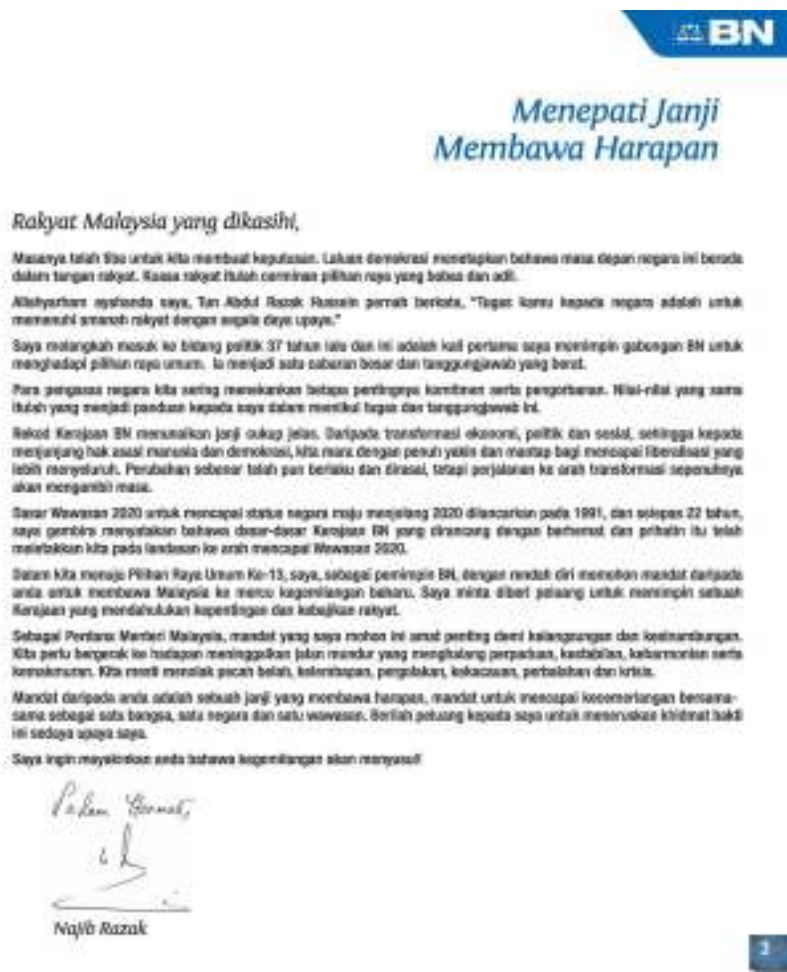 BN
Menepati Janji
Membawa Harapan
Rakyat Malaysia yang dikasihi,
Masanya telah tiba untuk kita membuat keputusan. Laluan demokrasi menetapkan bahawa masa depan negara ini berada
dalam tangan rakyat. Kuasa rakyat itulah cerminan pilihan raya yang bebas dan adil.
Allahyarham ayahanda saya, Tun Abdul Razak Hussein pernah berkata, "Tugas kamu kepada negara adalah untuk
memenuhi amanah rakyat dengan segala daya upaya."
Saya melangkah masuk ke bidang politik 37 tahun lalu dan ini adalah kali pertama saya memimpin gabungan BN untuk
menghadapi pilihan raya umum. Ia menjadi satu cabaran besar dan tanggungjawab yang berat.
Para pengasas negara kita sering menekankan betapa pentingnya komitmen serta pengorbanan. Nilai-nilai yang sama
itulah yang menjadi panduan kepada saya dalam memikul tugas dan tanggungjawab ini.
Rekod Kerajaan BN menunaikan janji cukup jelas. Daripada transformasi ekonomi, politik dan sosial, sehingga kepada
menjunjung hak asasi manusia dan demokrasi, kita mara dengan penuh yakin dan mantap bagi mencapai liberalisasi yang
lebih menyeluruh. Perubahan sebenar telah pun berlaku dan dirasai, tetapi perjalanan ke arah transformasi sepenuhnya
akan mengambil masa.
Dasar Wawasan 2020 untuk mencapai status negara maju menjelang 2020 dilancarkan pada 1991, dan selepas 22 tahun,
saya gembira menyatakan bahawa dasar-dasar Kerajaan BN yang dirancang dengan berhemat dan prihatin itu telah
meletakkan kita pada landasan ke arah mencapai Wawasan 2020.
Dalam kita menuju Pilihan Raya Umum Ke-13, saya, sebagai pemimpin BN, dengan rendah diri memohon mandat daripada
anda untuk membawa Malaysia ke mercu kegemilangan baharu. Saya minta diberi peluang untuk memimpin sebuah
Kerajaan yang mendahulukan kepentingan dan kebajikan rakyat.
Sebagai Perdana Menteri Malaysia, mandat yang saya mohon ini amat penting demi kelangsungan dan kesinambungan.
Kita perlu bergerak ke hadapan meninggalkan jalan mundur yang menghalang perpaduan, kestabilan, keharmonian serta
kemakmuran. Kita mesti menolak pecah belah, kelembapan, pergolakan, kekacauan, perbalahan dan krisis.
Mandat daripada anda adalah sebuah janji yang membawa harapan, mandat untuk mencapai kecemerlangan bersama-
sama sebagai satu bangsa, satu negara dan satu wawasan. Berilah peluang kepada saya untuk meneruskan khidmat bakti
ini sedaya upaya saya.
Saya ingin meyakinkan anda bahawa kegemilangan akan menyusul!
Salam Hormat,
Najib Razak
3